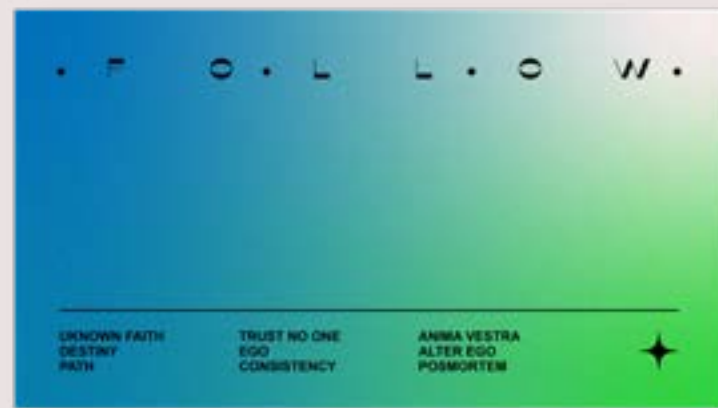 • F O • L L • O W •
UKNOWN FAITH
DESTINY
PATH
TRUST NO ONE
EGO
CONSISTENCY
ANIMA VESTRA
ALTER EGO
POSMORTEM